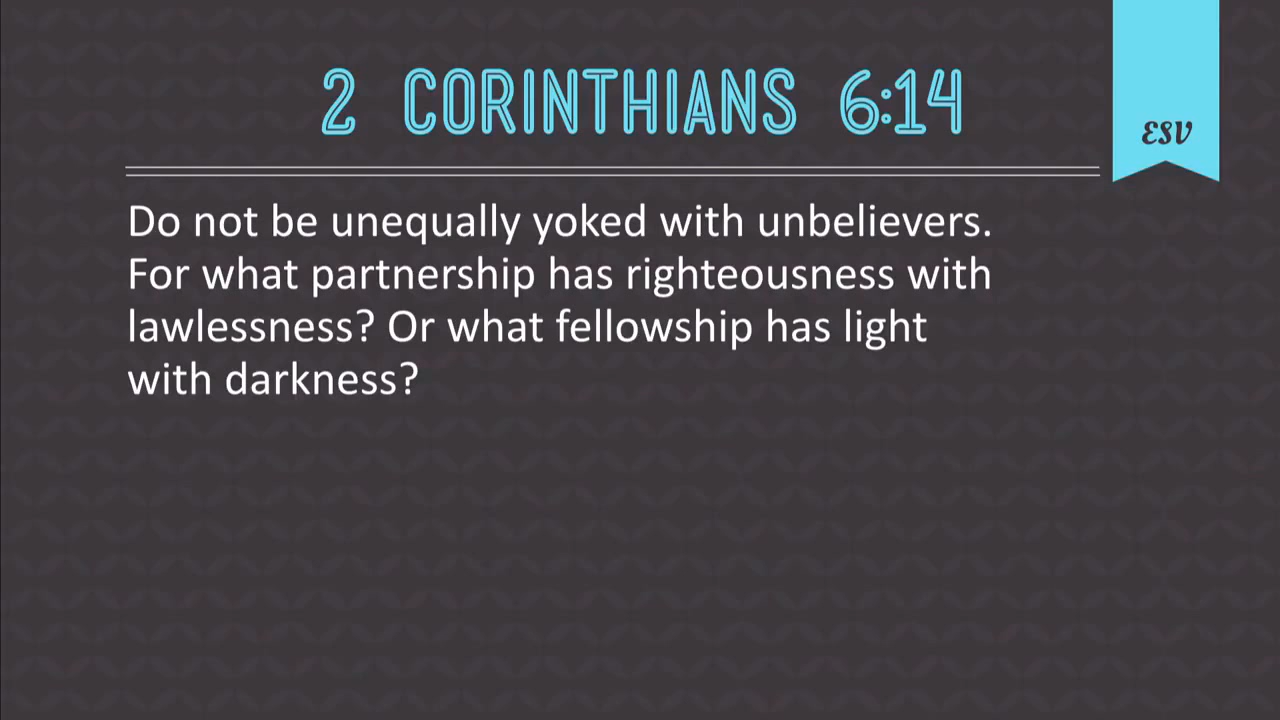 2 CORINTHIANS 6:14
ESV
Do not be unequally yoked with unbelievers.
For what partnership has righteousness with
lawlessness? Or what fellowship has light
with darkness?